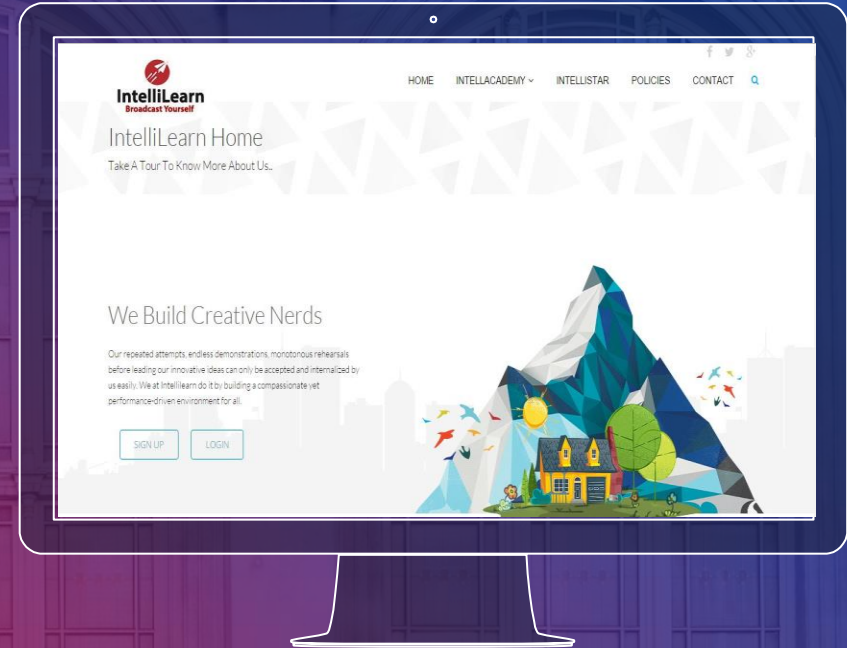 HOME INTELLACADEMY INTELLISTAR POLICIES CONTACT
IntelliLearn
Broadcast Yourself
IntelliLearn Home
Take A Tour To Know More About Us..
We Build Creative Nerds
Our repeated attempts, endless demonstrations, monotonous rehearsals
before leading our innovative ideas can only be accepted and internalized by
us easily. We at Intellilearn do it by building a compassionate yet
performance-driven environment for all.
SIGN UP LOGIN